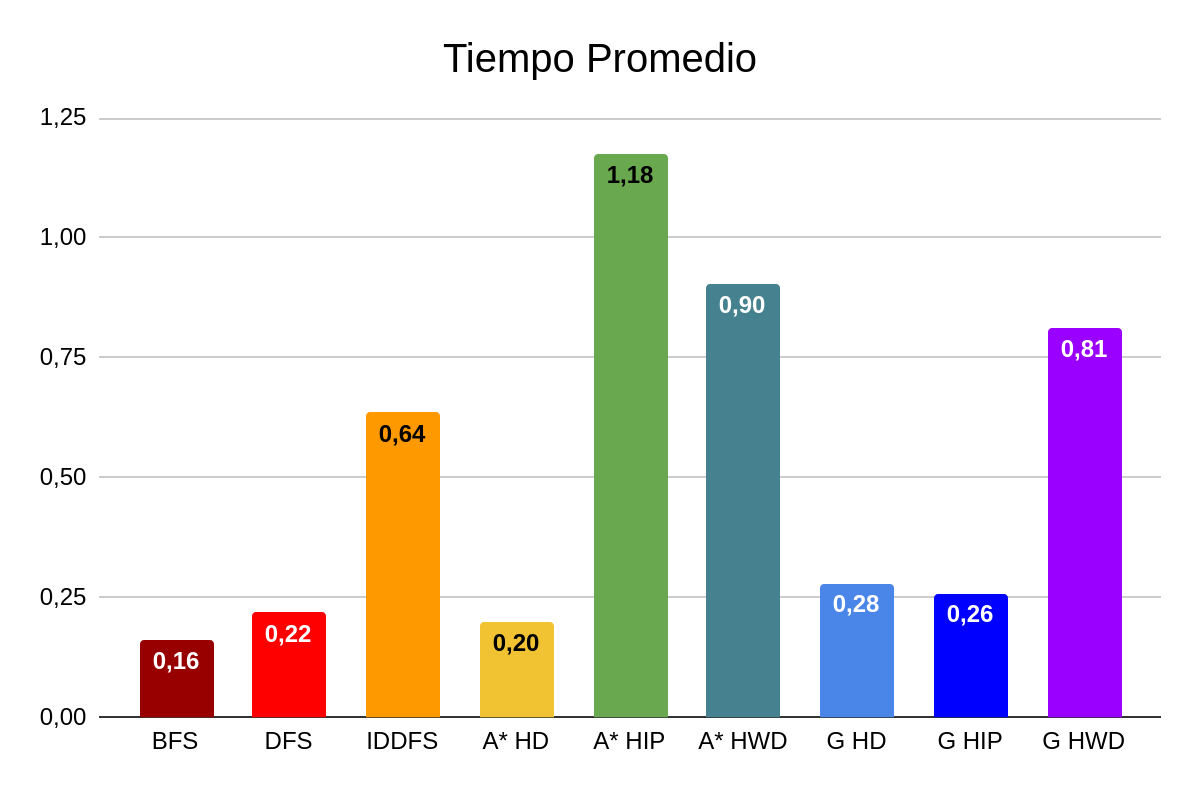 Tiempo Promedio
1,25
1,00
0,75
0,50
0,25
0,00
0,16
0,22
0,64
0,20
1,18
0,90
0,28
0,26
0,81
BFS
DFS
IDDFS
A* HD
A* HIP
A* HWD
G HD
G HIP
G HWD